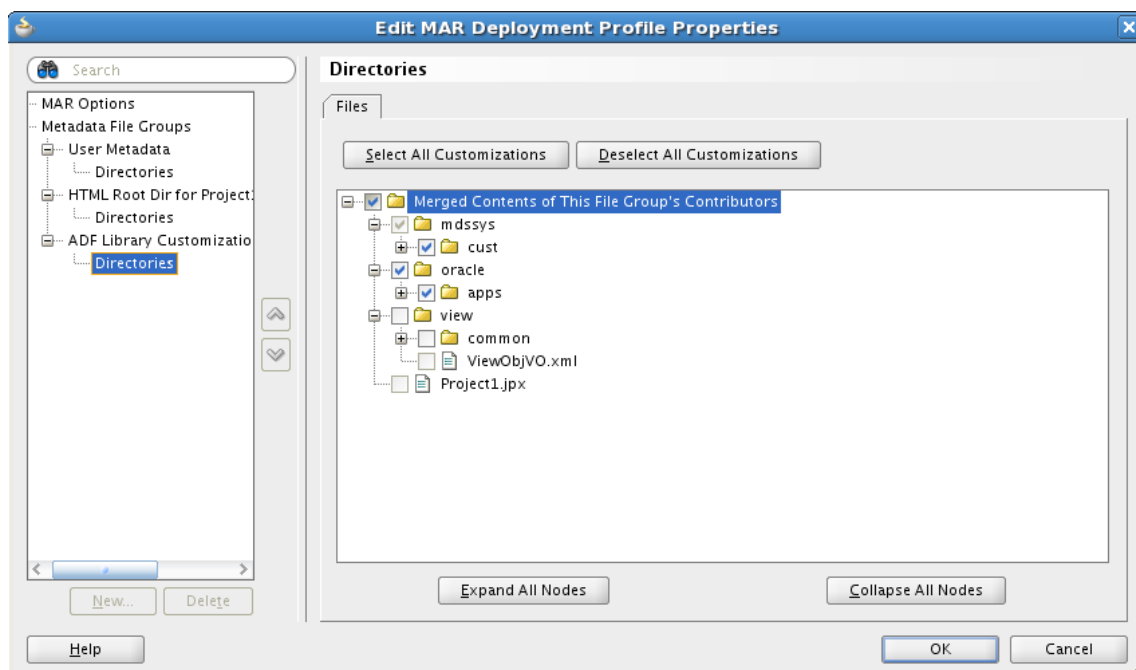 Edit MAR Deployment Profile Properties
Search
MAR Options
Metadata File Groups
User Metadata
Directories
HTML Root Dir for Project
Directories
ADF Library Customizatio
Directories
New...
Delete
Directories
Files
Select All Customizations
Deselect All Customizations
Merged Contents of This File Group's Contributors
mdssys
cust
oracle
apps
view
common
ViewObjVO.xml
Project1.jpx
Expand All Nodes
Collapse All Nodes
Help
OK
Cancel